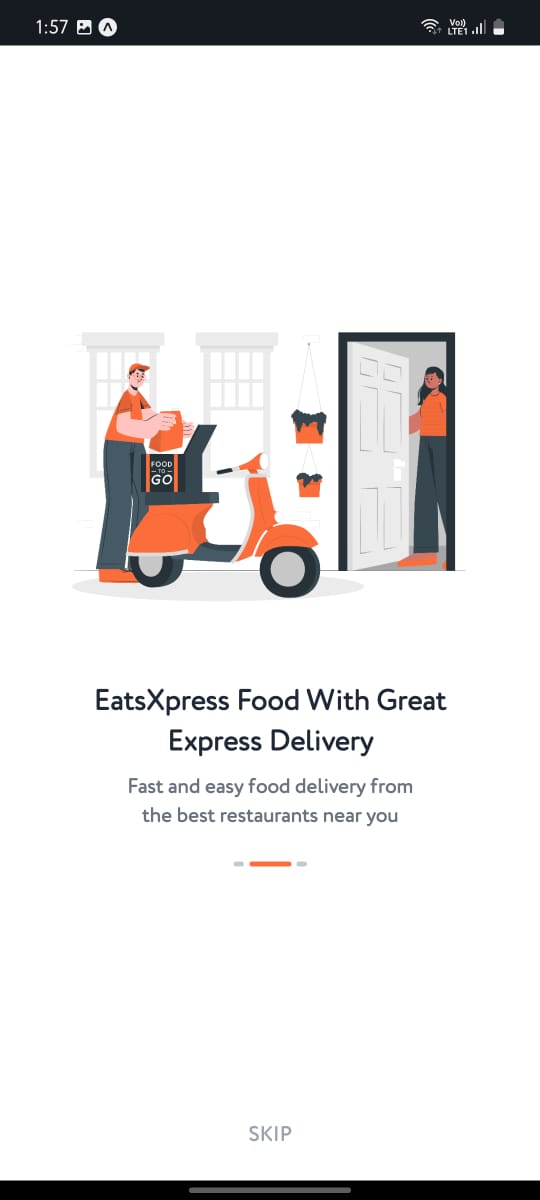 1:57
Vo))
LTE1
FOOD
TO
GO
EatsXpress Food With Great
Express Delivery
Fast and easy food delivery from
the best restaurants near you
SKIP